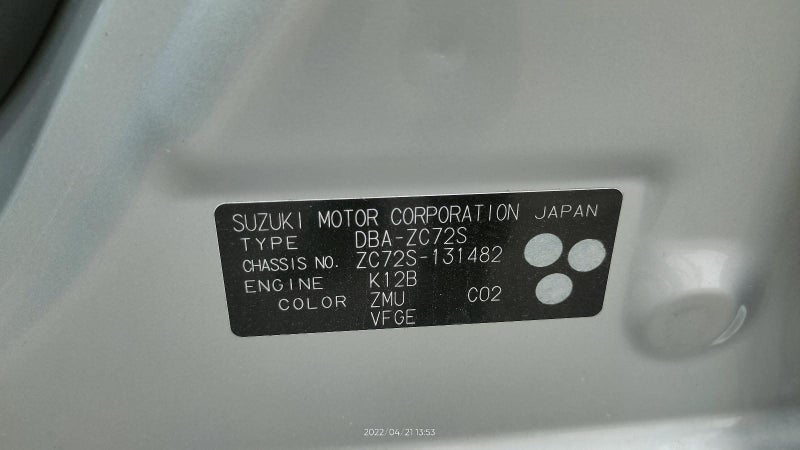 SUZUKI MOTOR CORPORATION JAPAN
TYPE DBA-ZC72S
CHASSIS NO. ZC72S-131482
ENGINE K12B
COLOR ZMU C02
VFGE
2022/04/21 13:53